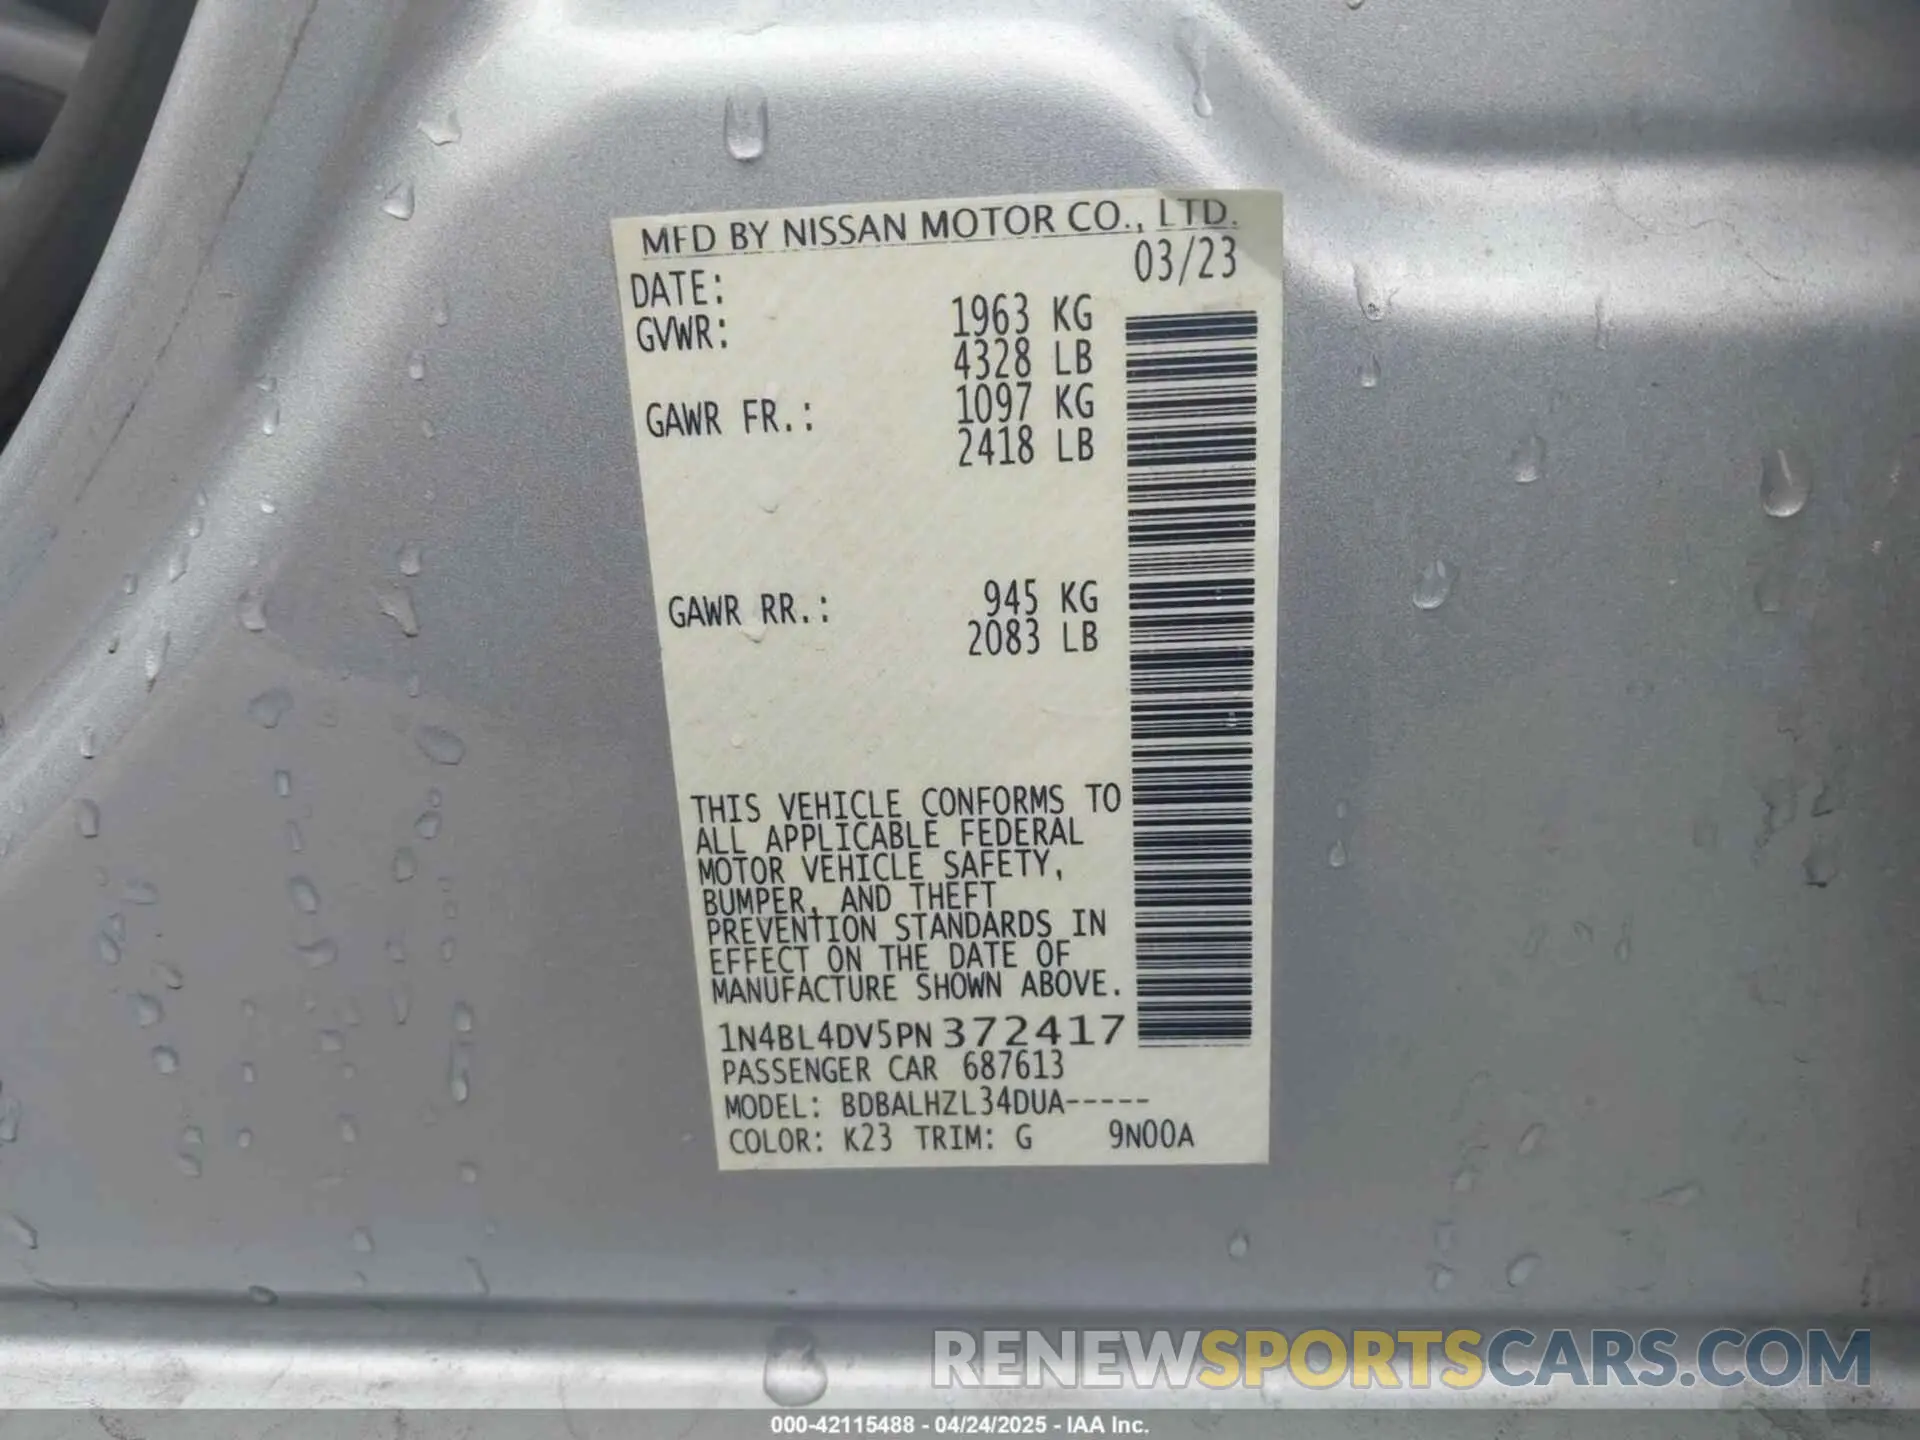 MFD BY NISSAN MOTOR CO., LTD.
DATE: 03/23
GVWR: 1963 KG
4328 LB
GAWR FR.: 1097 KG
2418 LB
GAWR RR.: 945 KG
2083 LB
THIS VEHICLE CONFORMS TO
ALL APPLICABLE FEDERAL
MOTOR VEHICLE SAFETY,
BUMPER, AND THEFT
PREVENTION STANDARDS IN
EFFECT ON THE DATE OF
MANUFACTURE SHOWN ABOVE.
1N4BL4DV5PN372417
PASSENGER CAR 687613
MODEL: BDBALHZL34DUA-----
COLOR: K23 TRIM: G 9N00A
RENEWSPORTSCARS.COM
000-42115488 - 04/24/2025 - IAA Inc.